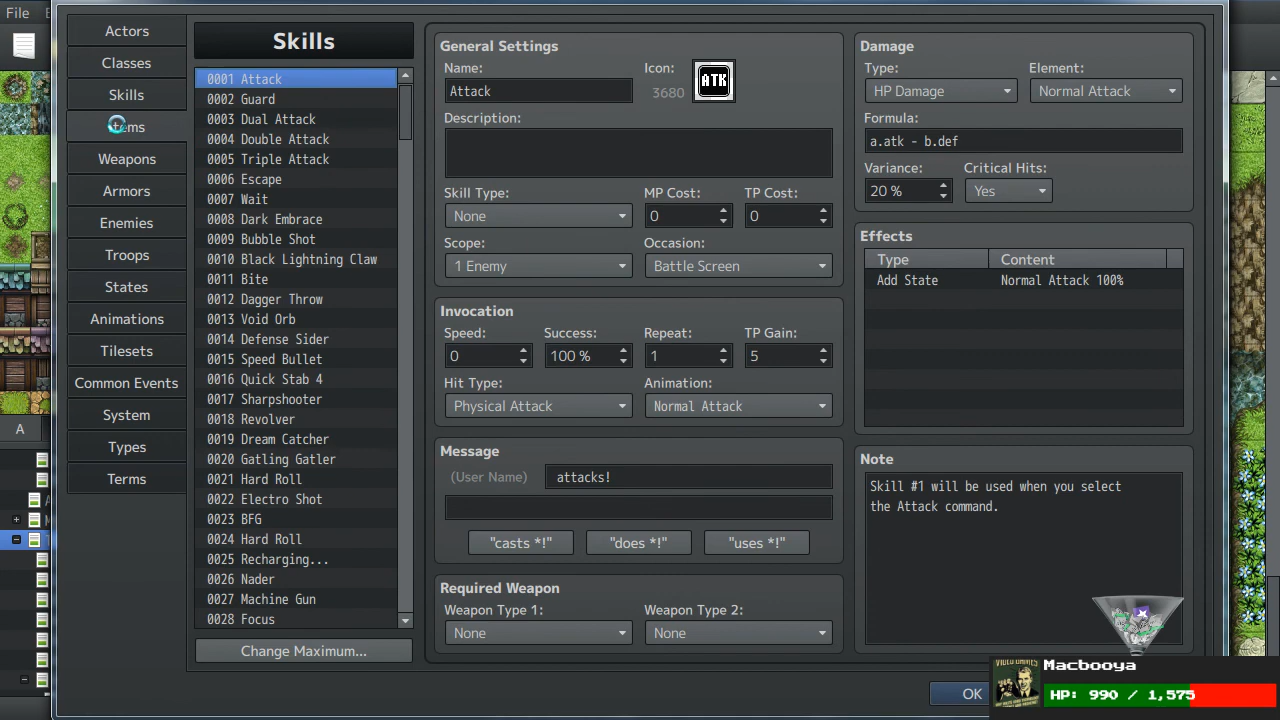 File
Actors
Classes
Skills
Weapons
Armors
Enemies
Troops
States
Animations
Tilesets
Common Events
System
Types
Terms
A
Skills
0001 Attack
0002 Guard
0003 Dual Attack
0004 Double Attack
0005 Triple Attack
0006 Escape
0007 Wait
0008 Dark Embrace
0009 Bubble Shot
0010 Black Lightning Claw
0011 Bite
0012 Dagger Throw
0013 Void Orb
0014 Defense Sider
0015 Speed Bullet
0016 Quick Stab 4
0017 Sharpshooter
0018 Revolver
0019 Dream Catcher
0020 Gatling Gatler
0021 Hard Roll
0022 Electro Shot
0023 BFG
0024 Hard Roll
0025 Recharging...
0026 Nader
0027 Machine Gun
0028 Focus
Change Maximum...
General Settings
Name:
Icon:
Attack
3680
ATK
Description:
Skill Type:
MP Cost:
TP Cost:
None
0
0
Scope:
Occasion:
1 Enemy
Battle Screen
Invocation
Speed:
Success:
Repeat:
TP Gain:
0
100 %
1
5
Hit Type:
Animation:
Physical Attack
Normal Attack
Message
(User Name)
attacks!
"casts *!"
"does *!"
"uses *!"
Required Weapon
Weapon Type 1:
Weapon Type 2:
None
None
Damage
Type:
Element:
HP Damage
Normal Attack
Formula:
a.atk - b.def
Variance:
Critical Hits:
20 %
Yes
Effects
Type
Content
Add State
Normal Attack 100%
Note
Skill #1 will be used when you select
the Attack command.
OK
VIDEO GAMES
Macbooya
HP: 990 / 1,575